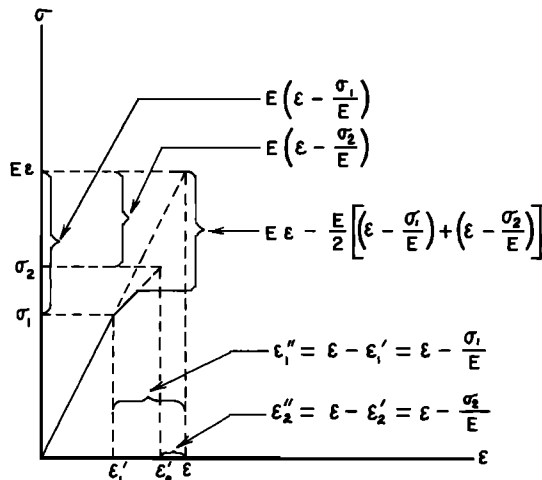 σ
E(ε - σ₁/E)
E(ε - σ₂/E)
Eε
Eε - E/2[(ε - σ₁/E) + (ε - σ₂/E)]
σ₂
σ₁
ε₁″ = ε - ε₁′ = ε - σ₁/E
ε₂″ = ε - ε₂′ = ε - σ₂/E
ε₁′ ε₂′ ε ε